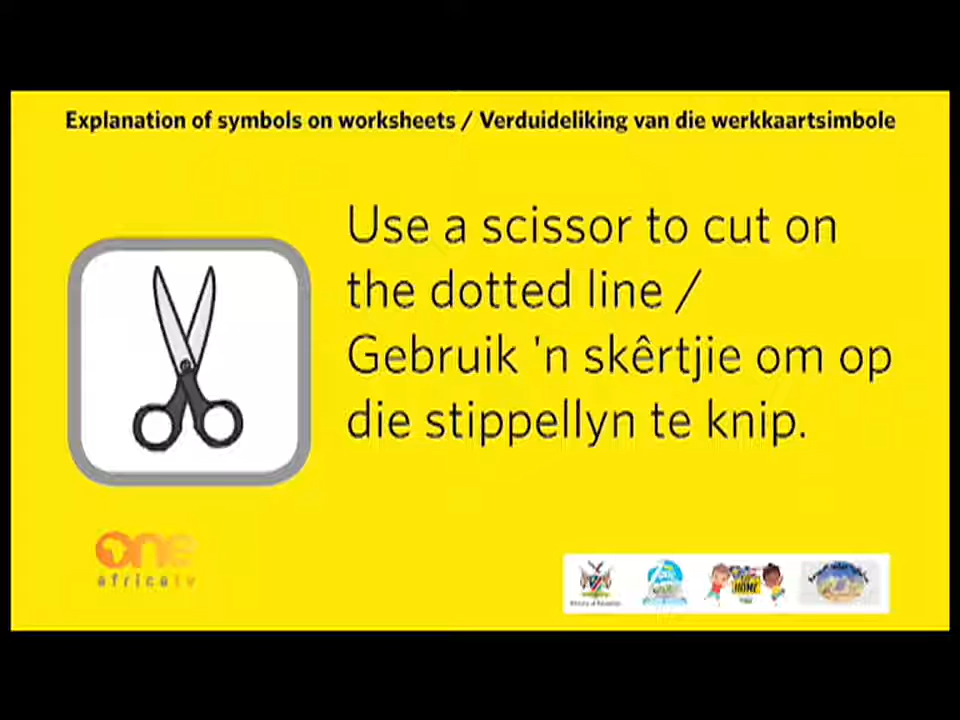 Explanation of symbols on worksheets / Verduideliking van die werkkaartsimbole
Use a scissor to cut on
the dotted line /
Gebruik 'n skêrtjie om op
die stippellyn te knip.
one
africa tv
HOME